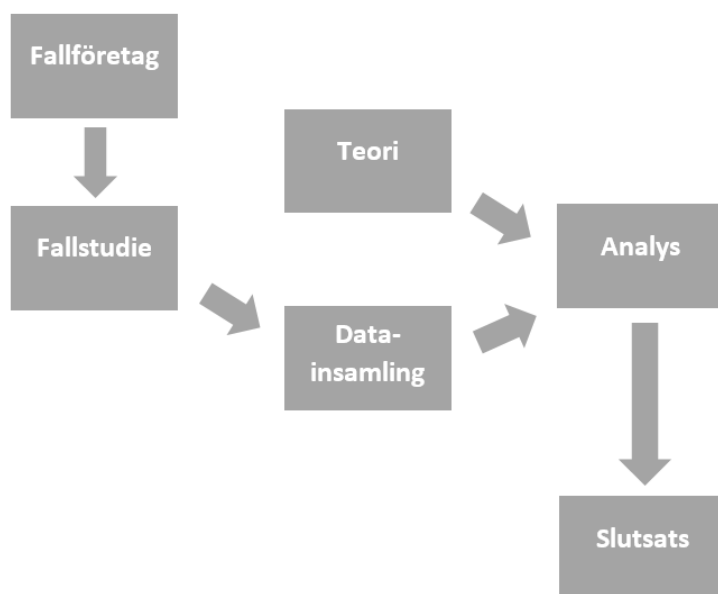 Fallföretag
Teori
Fallstudie
Analys
Data-
insamling
Slutsats